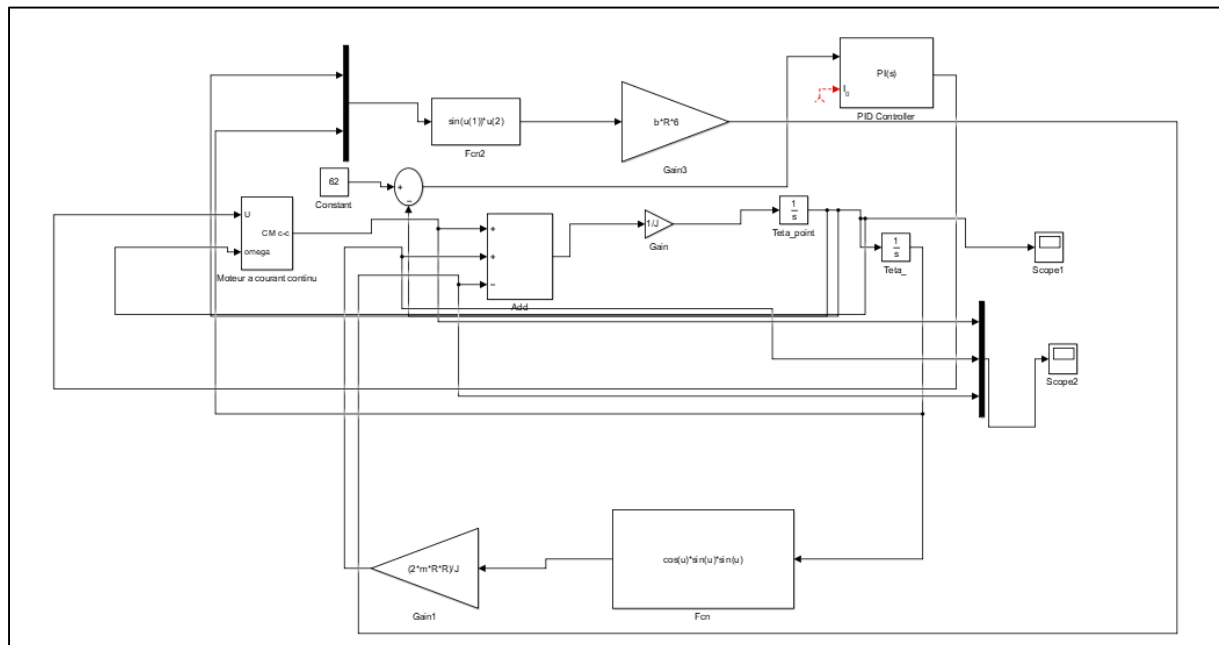 PI(s)
I_0
PID Controller
sin(u(1))*u(2)
Fcn2
b*R*6
Gain3
62
Constant
+
−
U
CM c-c
omega
Moteur a courant continu
+
+
−
Add
1/J
Gain
1
s
Teta_point
1
s
Teta_
Scope1
Scope2
(2*m*R*R)/J
Gain1
cos(u)*sin(u)*sin(u)
Fcn